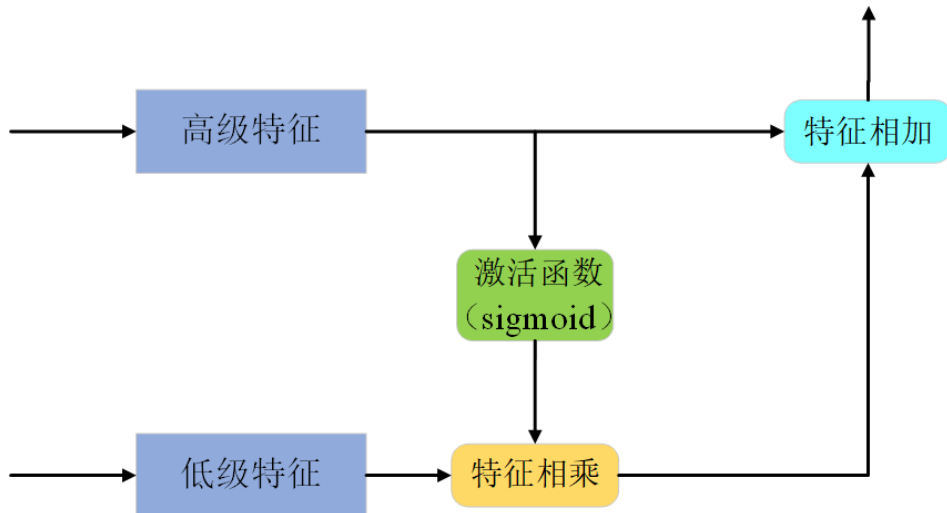 高级特征
特征相加
激活函数
（sigmoid）
低级特征
特征相乘